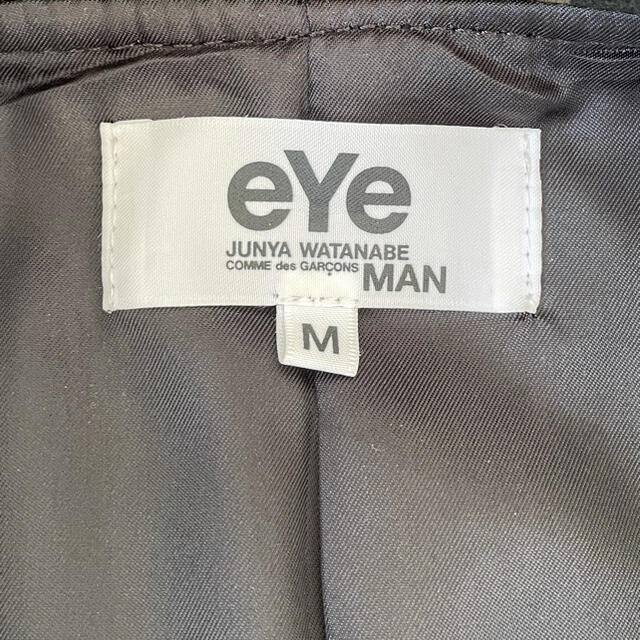 eYe
JUNYA WATANABE
COMME des GARÇONS MAN
M